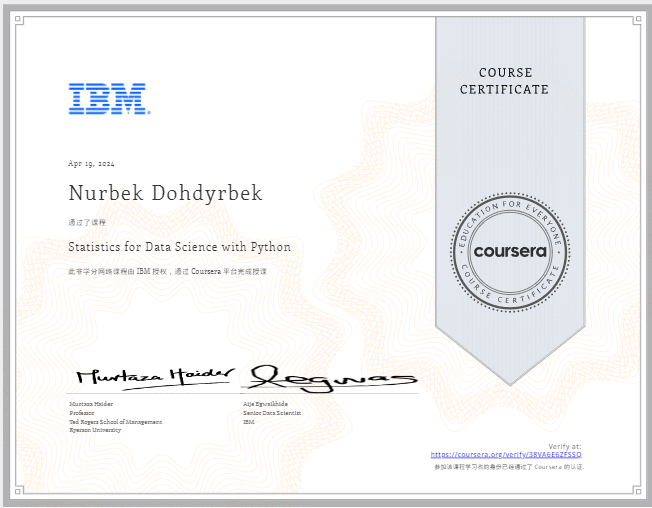 IBM
COURSE
CERTIFICATE
Apr 19, 2024
Nurbek Dohdyrbek
通过了课程
Statistics for Data Science with Python
此非学分网络课程由 IBM 授权，通过 Coursera 平台完成授课
EDUCATION FOR EVERYONE
coursera
COURSE CERTIFICATE
Murtaza Haider
Murtaza Haider
Professor
Ted Rogers School of Management
Ryerson University
Aije Egwaikhide
Senior Data Scientist
IBM
Verify at:
https://coursera.org/verify/38VA6E6ZFSSQ
参加该课程学习者的身份已经通过了 Coursera 的认证.